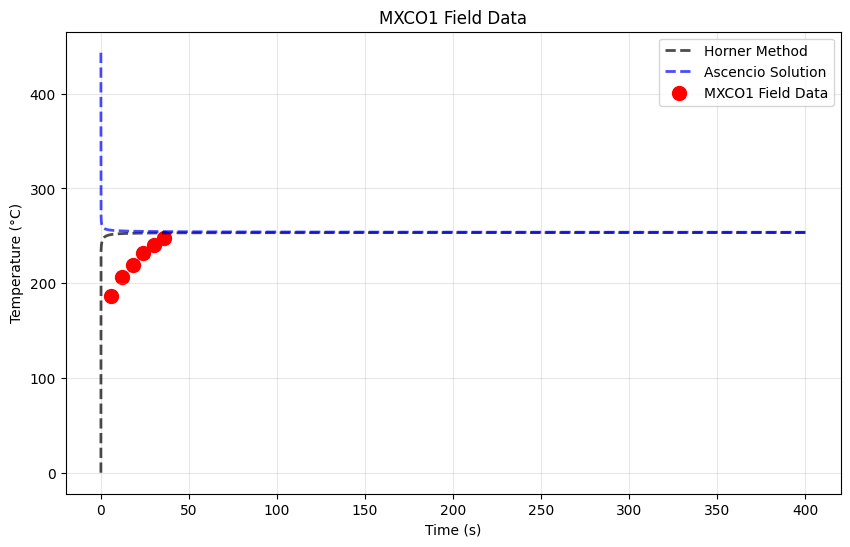 MXCO1 Field Data
Horner Method
Ascencio Solution
MXCO1 Field Data
Temperature (°C)
400
300
200
100
0
0 50 100 150 200 250 300 350 400
Time (s)